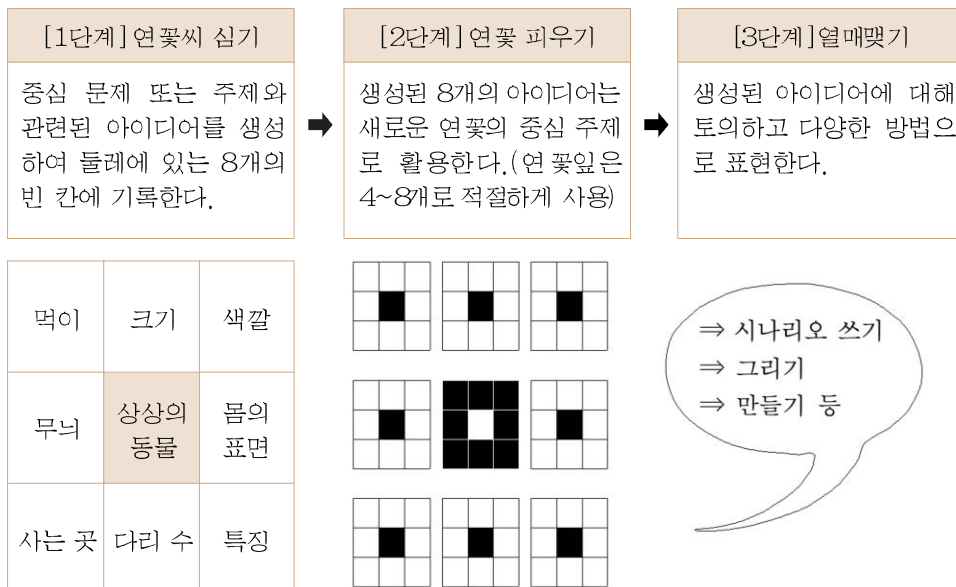 [1단계] 연꽃씨 심기
중심 문제 또는 주제와
관련된 아이디어를 생성
하여 둘레에 있는 8개의
빈 칸에 기록한다.
[2단계] 연꽃 피우기
생성된 8개의 아이디어는
새로운 연꽃의 중심 주제
로 활용한다.(연꽃잎은
4~8개로 적절하게 사용)
[3단계] 열매맺기
생성된 아이디어에 대해
토의하고 다양한 방법으
로 표현한다.
먹이 크기 색깔
무늬 상상의 동물 몸의 표면
사는 곳 다리 수 특징
⇒ 시나리오 쓰기
⇒ 그리기
⇒ 만들기 등